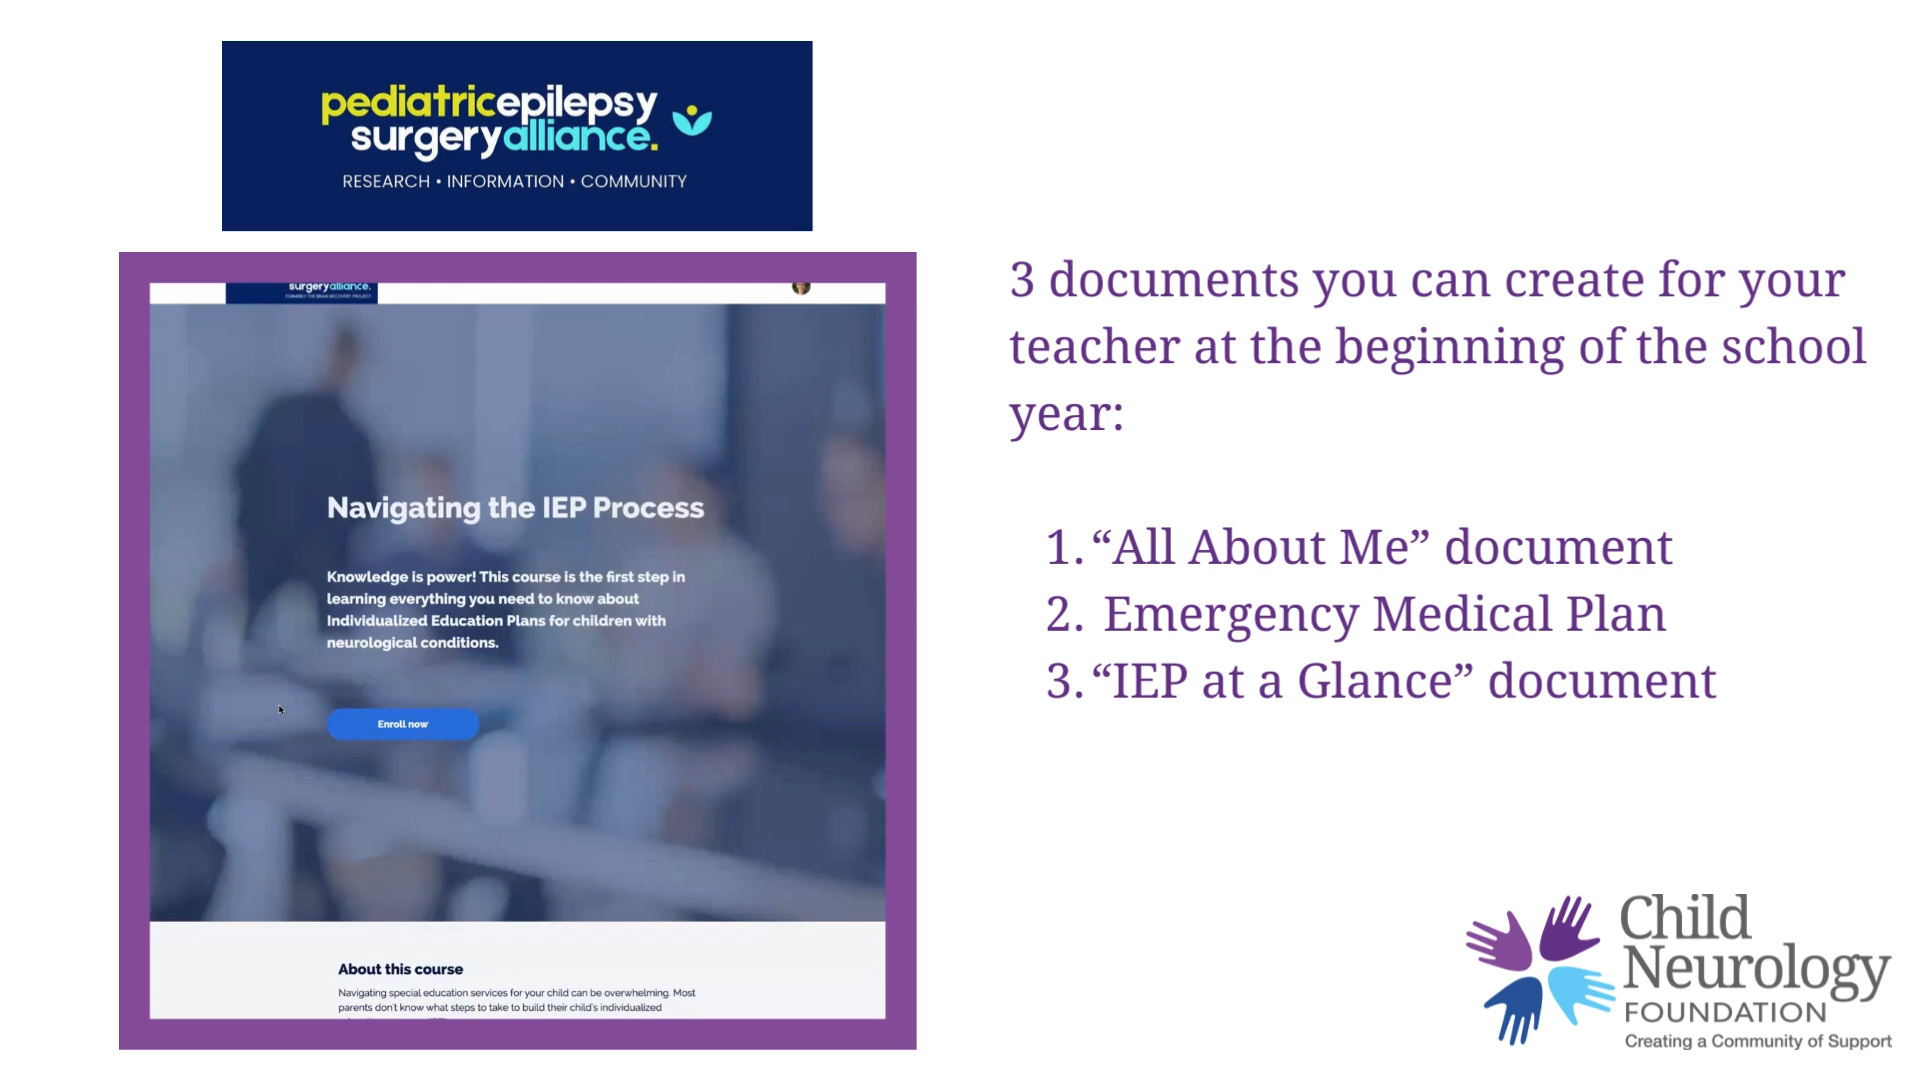 pediatricepilepsy
surgeryalliance.
RESEARCH • INFORMATION • COMMUNITY
surgeryalliance.
FORMERLY THE BRAIN RECOVERY PROJECT
Navigating the IEP Process
Knowledge is power! This course is the first step in
learning everything you need to know about
Individualized Education Plans for children with
neurological conditions.
Enroll now
About this course
Navigating special education services for your child can be overwhelming. Most
parents don't know what steps to take to build their child's individualized
3 documents you can create for your
teacher at the beginning of the school
year:
1. “All About Me” document
2. Emergency Medical Plan
3. “IEP at a Glance” document
Child
Neurology
FOUNDATION
Creating a Community of Support